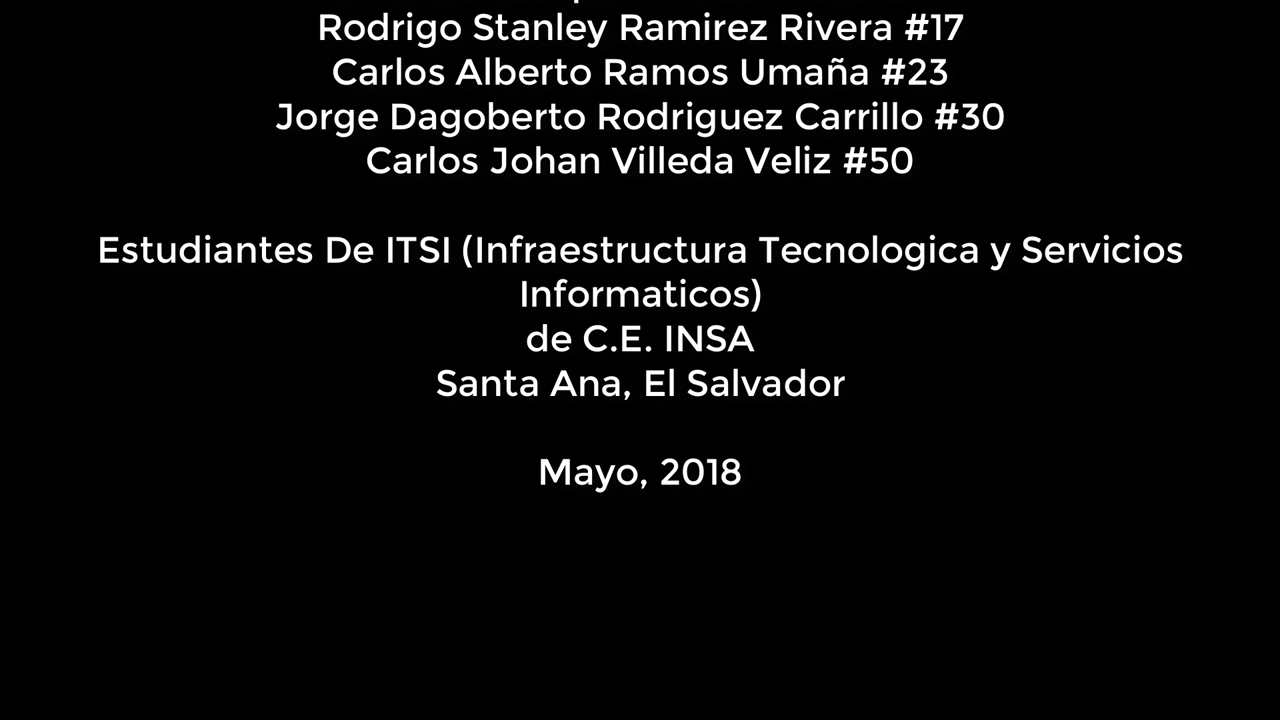 Rodrigo Stanley Ramirez Rivera #17
Carlos Alberto Ramos Umaña #23
Jorge Dagoberto Rodriguez Carrillo #30
Carlos Johan Villeda Veliz #50
Estudiantes De ITSI (Infraestructura Tecnologica y Servicios
Informaticos)
de C.E. INSA
Santa Ana, El Salvador
Mayo, 2018